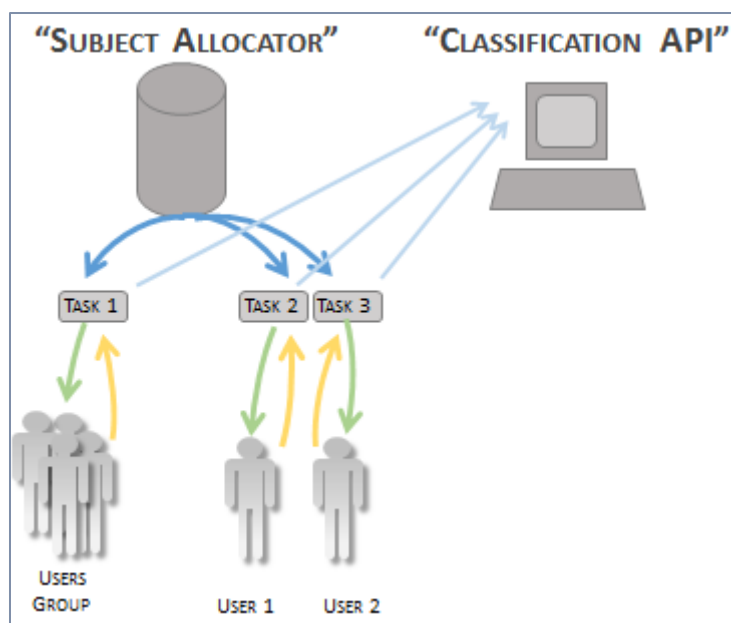 “Subject Allocator”
“Classification API”
Task 1
Task 2
Task 3
Users
Group
User 1
User 2